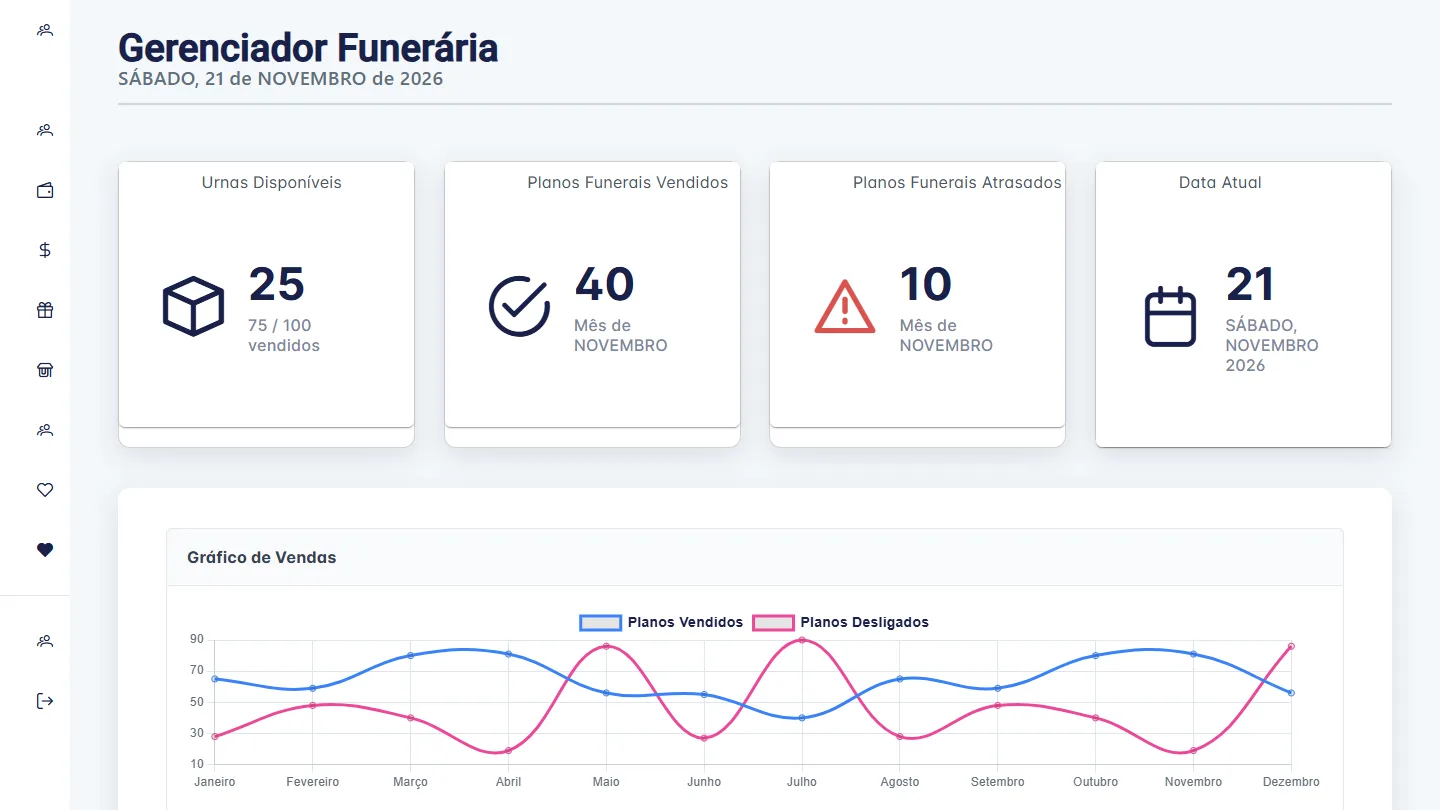 Gerenciador Funerária
SÁBADO, 21 de NOVEMBRO de 2026
Urnas Disponíveis
25
75 / 100
vendidos
Planos Funerais Vendidos
40
Mês de
NOVEMBRO
Planos Funerais Atrasados
10
Mês de
NOVEMBRO
Data Atual
21
SÁBADO,
NOVEMBRO
2026
Gráfico de Vendas
Planos Vendidos Planos Desligados
90
70
50
30
10
Janeiro Fevereiro Março Abril Maio Junho Julho Agosto Setembro Outubro Novembro Dezembro